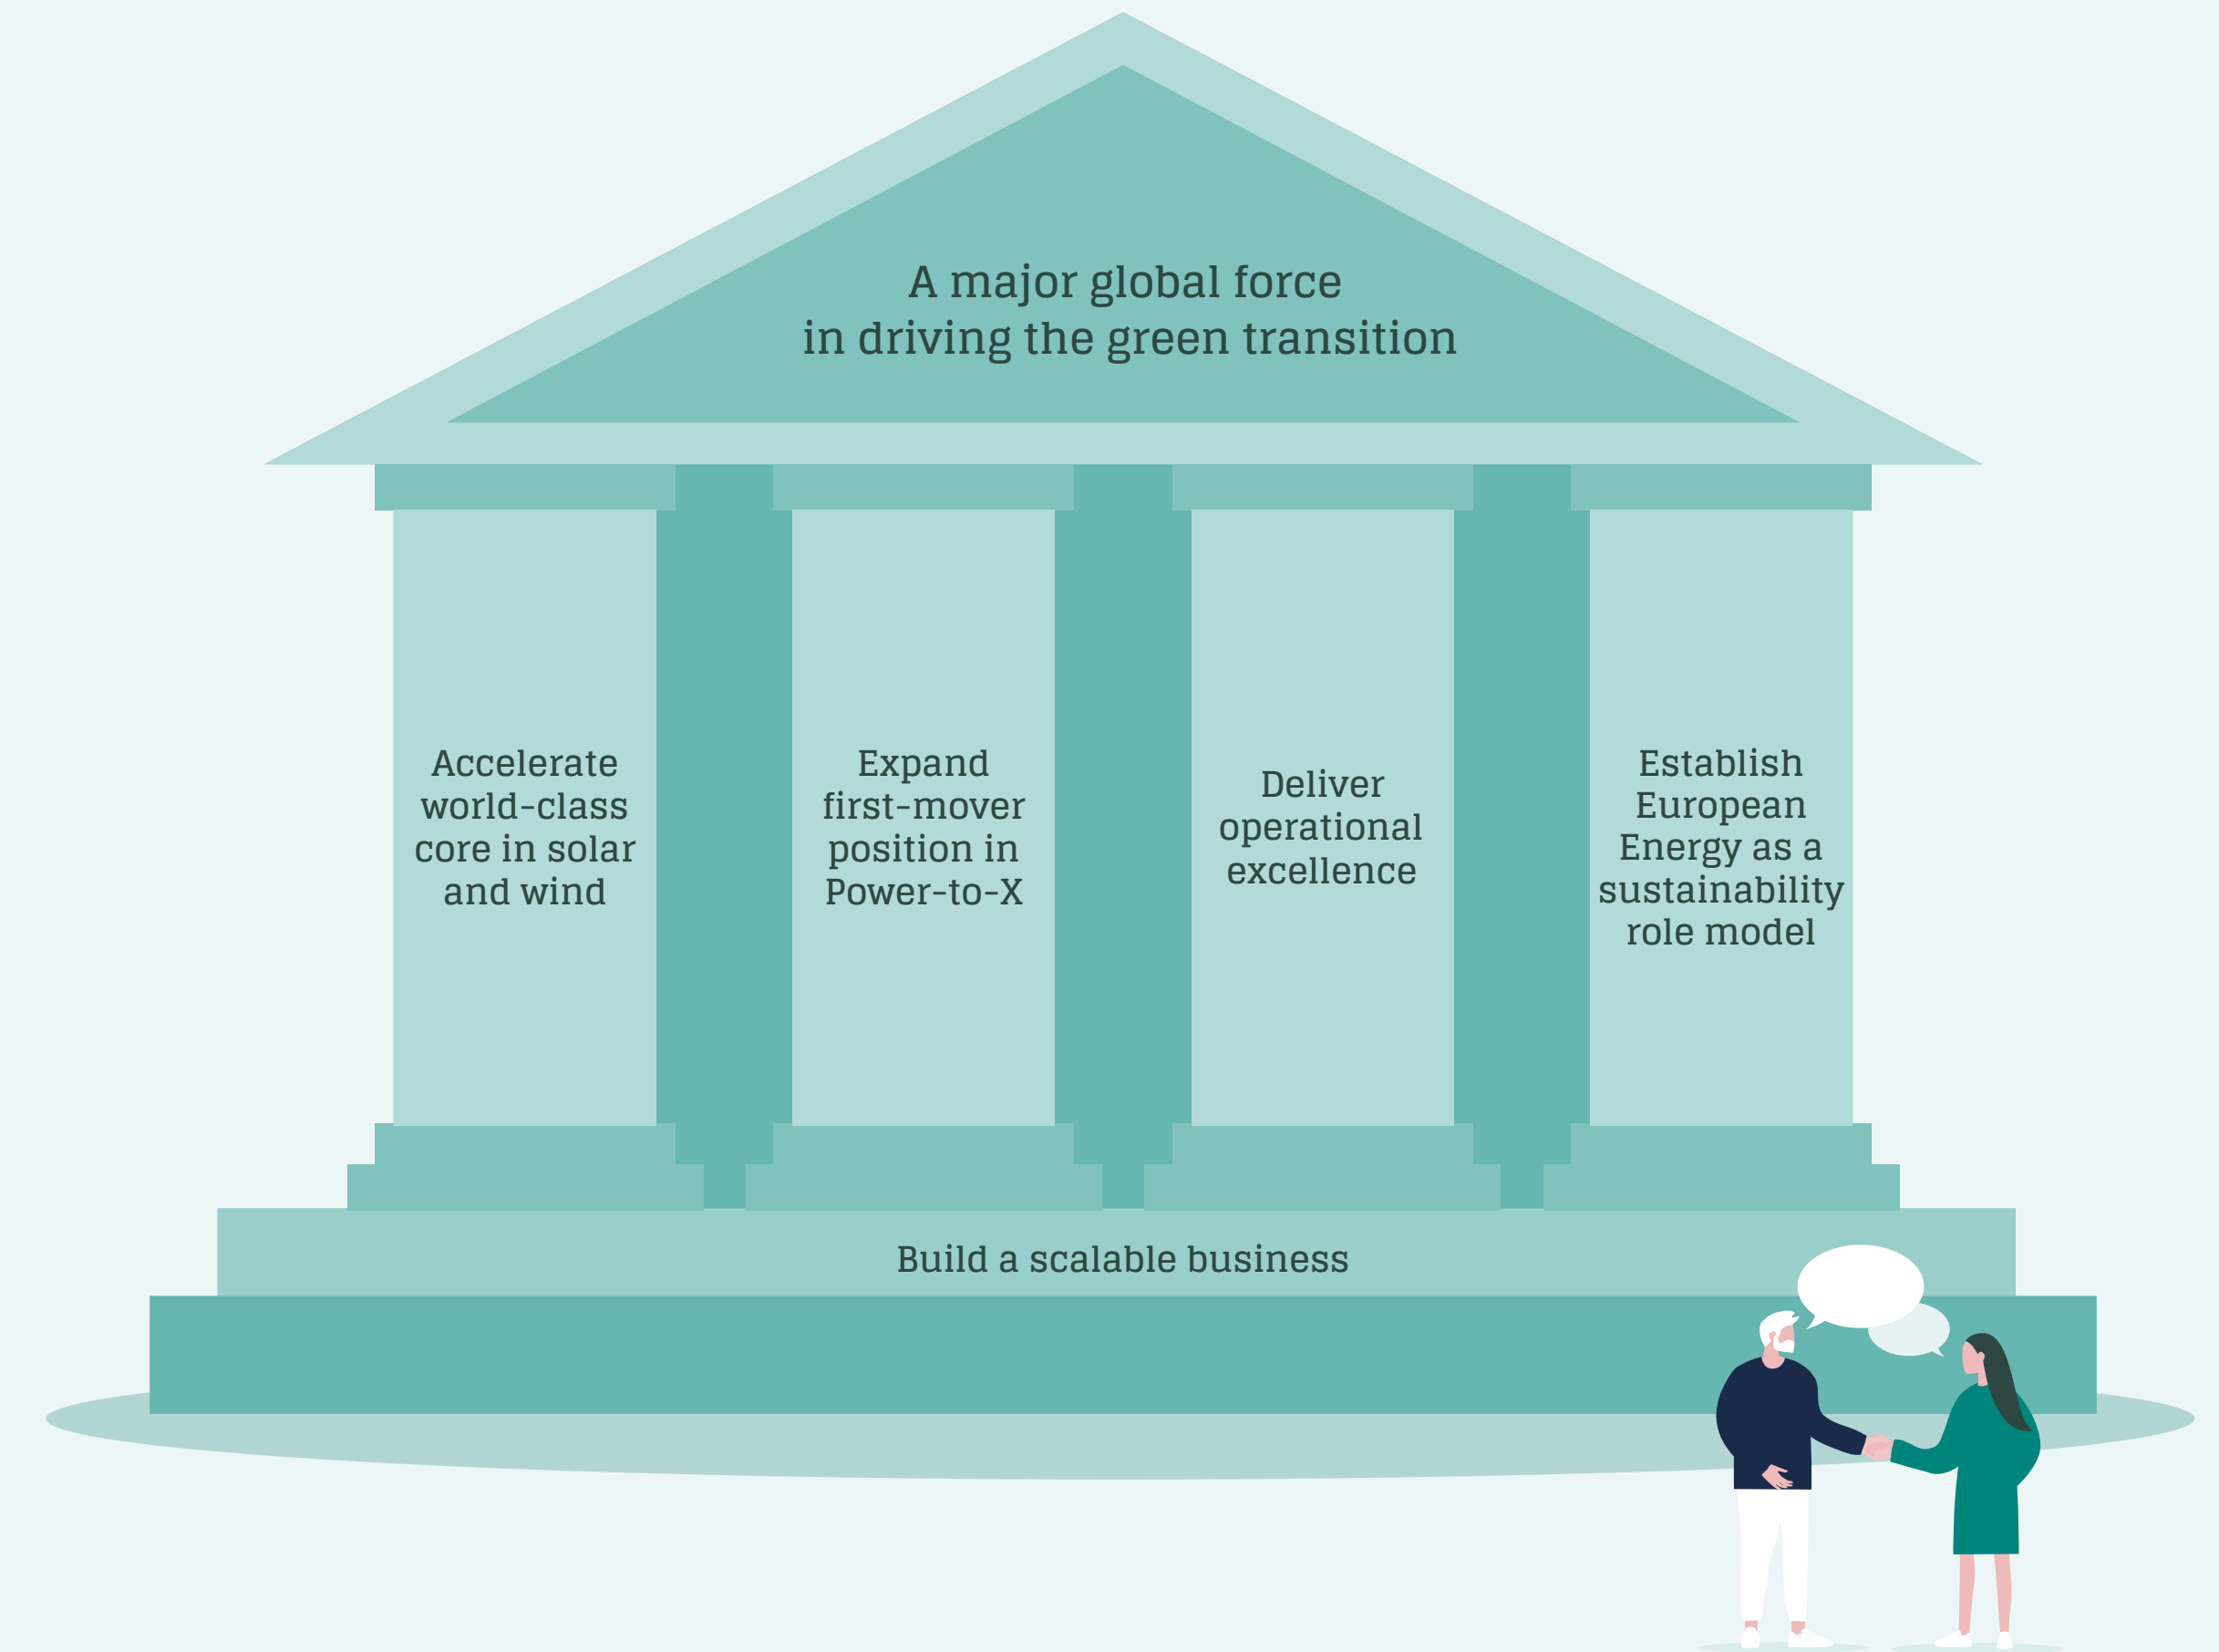 A major global force
in driving the green transition
Accelerate
world-class
core in solar
and wind
Expand
first-mover
position in
Power-to-X
Deliver
operational
excellence
Establish
European
Energy as a
sustainability
role model
Build a scalable business